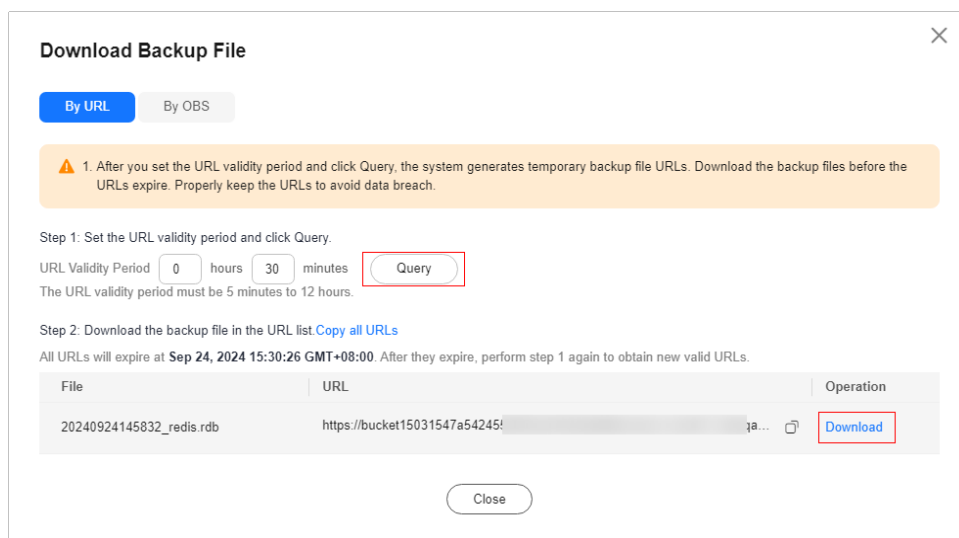 Download Backup File
By URL
By OBS
1. After you set the URL validity period and click Query, the system generates temporary backup file URLs. Download the backup files before the
URLs expire. Properly keep the URLs to avoid data breach.
Step 1: Set the URL validity period and click Query.
URL Validity Period 0 hours 30 minutes Query
The URL validity period must be 5 minutes to 12 hours.
Step 2: Download the backup file in the URL list.Copy all URLs
All URLs will expire at Sep 24, 2024 15:30:26 GMT+08:00. After they expire, perform step 1 again to obtain new valid URLs.
File URL Operation
20240924145832_redis.rdb https://bucket15031547a54245 qa... Download
Close